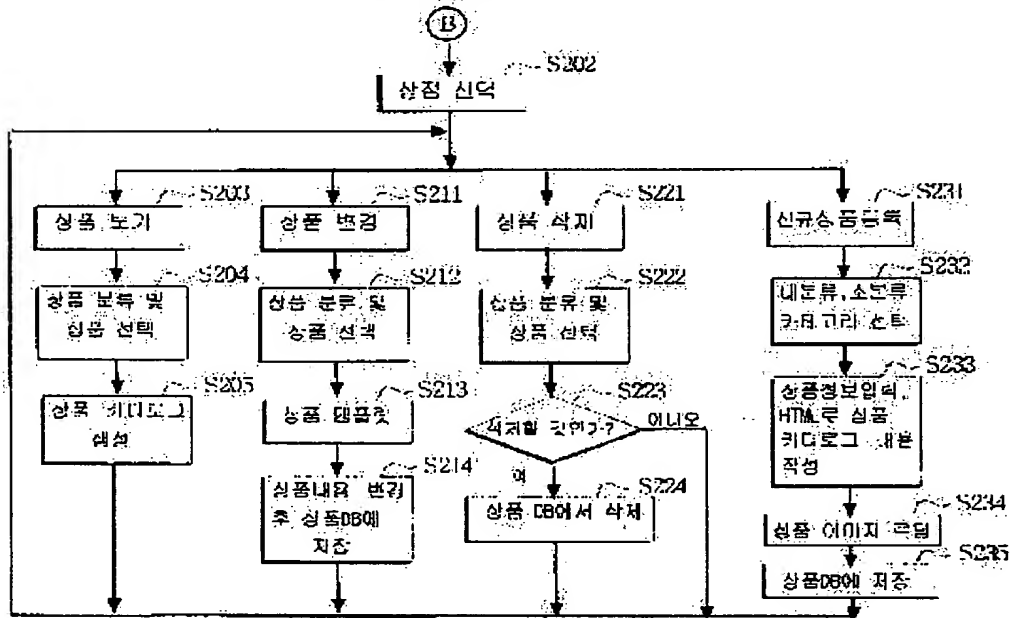 B
S202
상점 선택
S203
상품 보기
S204
상품 분류 및
상품 선택
S205
상품 카다로그
생성
S211
상품 변경
S212
상품 분류 및
상품 선택
S213
상품 템플릿
S214
상품내용 변경
후 상품DB에
저장
S221
상품 삭제
S222
상품 분류 및
상품 선택
S223
삭제할 것인가?
아니오
예
S224
상품 DB에서 삭제
S231
신규상품등록
S232
대분류,소분류
카테고리 선택
S233
상품정보입력,
HTML로 상품
카다로그 내용
작성
S234
상품 이미지 로딩
S235
상품DB에 저장